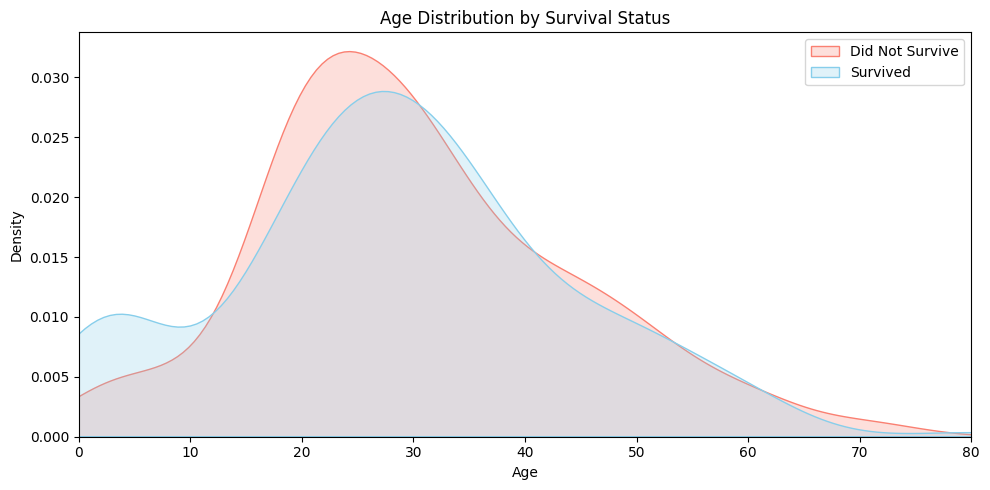 Age Distribution by Survival Status
Did Not Survive
Survived
0.030
0.025
0.020
0.015
0.010
0.005
0.000
Density
0 10 20 30 40 50 60 70 80
Age